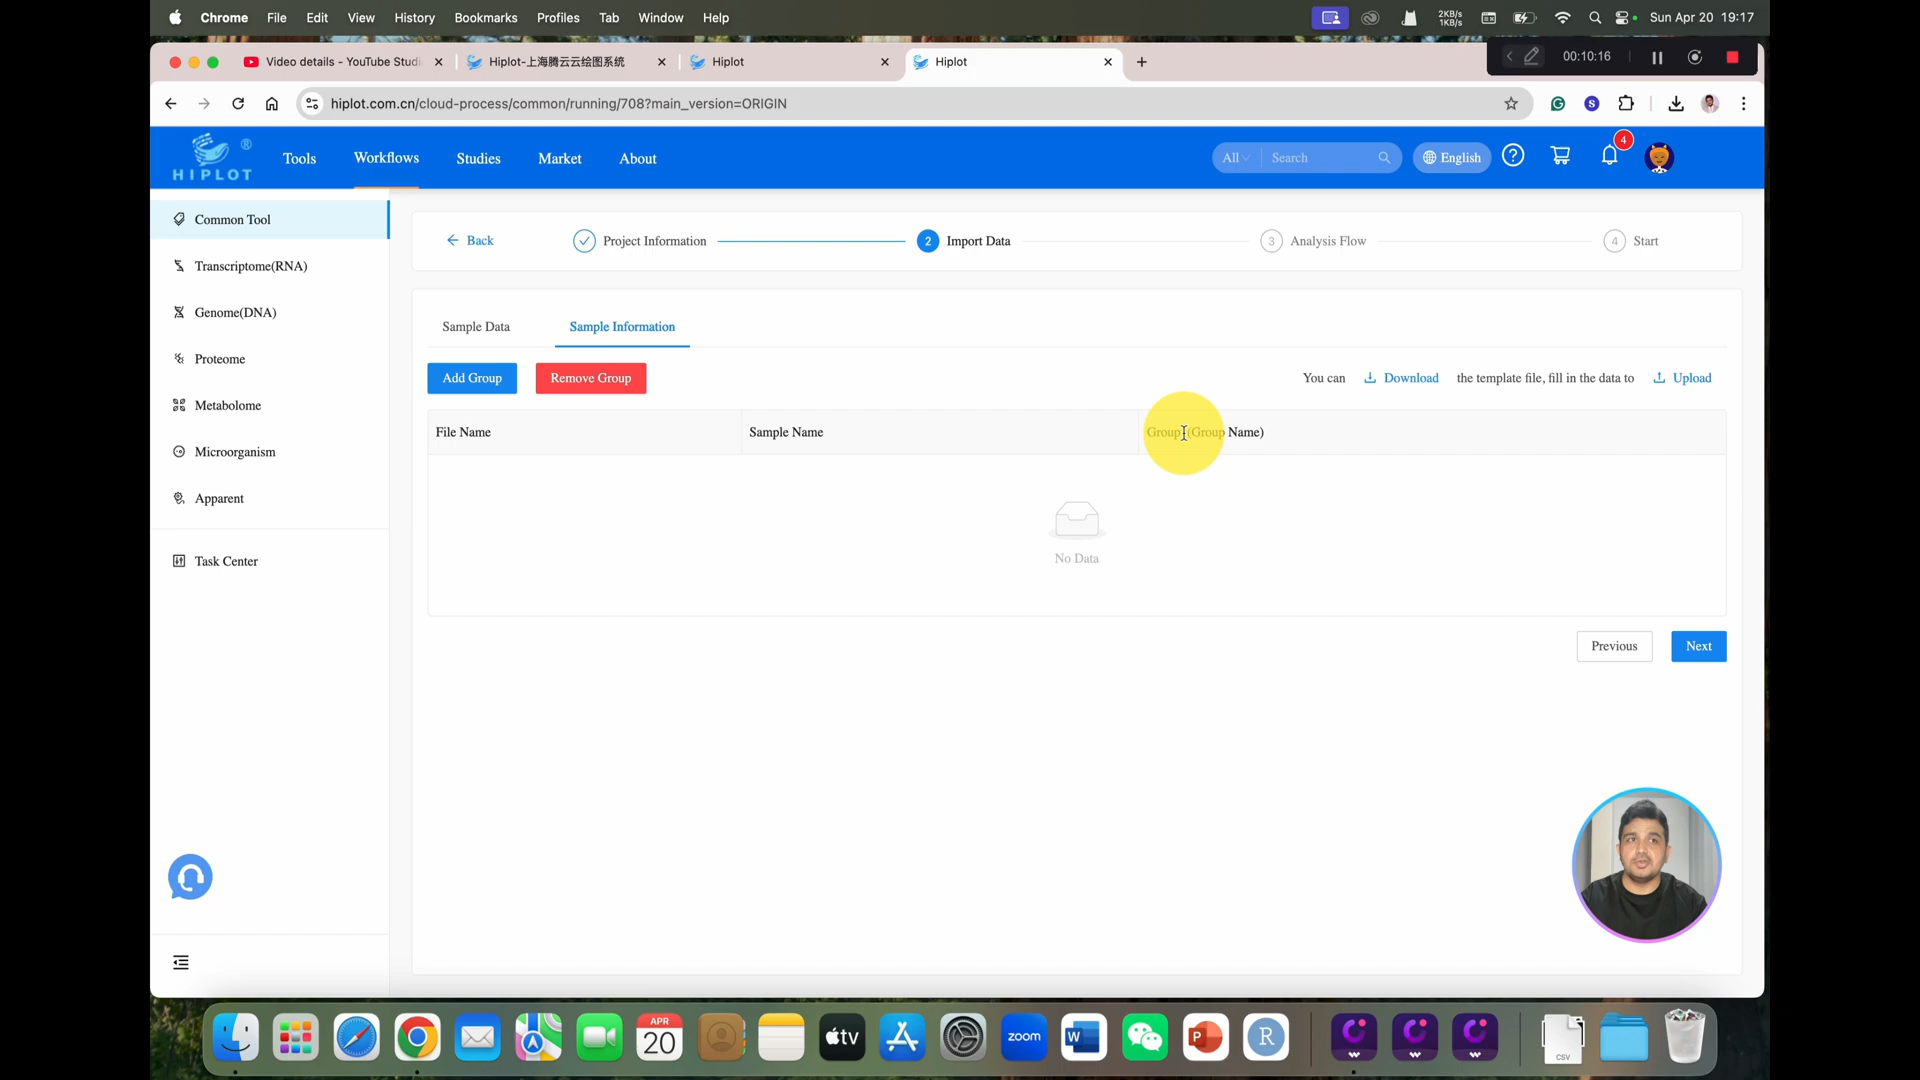 Chrome File Edit View History Bookmarks Profiles Tab Window Help
2KB/s
1KB/s
Sun Apr 20 19:17
Video details - YouTube Studi
Hiplot-上海腾云云绘图系统
Hiplot
Hiplot
00:10:16
hiplot.com.cn/cloud-process/common/running/708?main_version=ORIGIN
HIPLOT ®
Tools
Workflows
Studies
Market
About
All
Search
English
4
Common Tool
Transcriptome(RNA)
Genome(DNA)
Proteome
Metabolome
Microorganism
Apparent
Task Center
Back
Project Information
2 Import Data
3 Analysis Flow
4 Start
Sample Data
Sample Information
Add Group
Remove Group
You can Download the template file, fill in the data to Upload
File Name
Sample Name
Group (Group Name)
No Data
Previous
Next
APR
20
tv
zoom
W
P
R
CSV